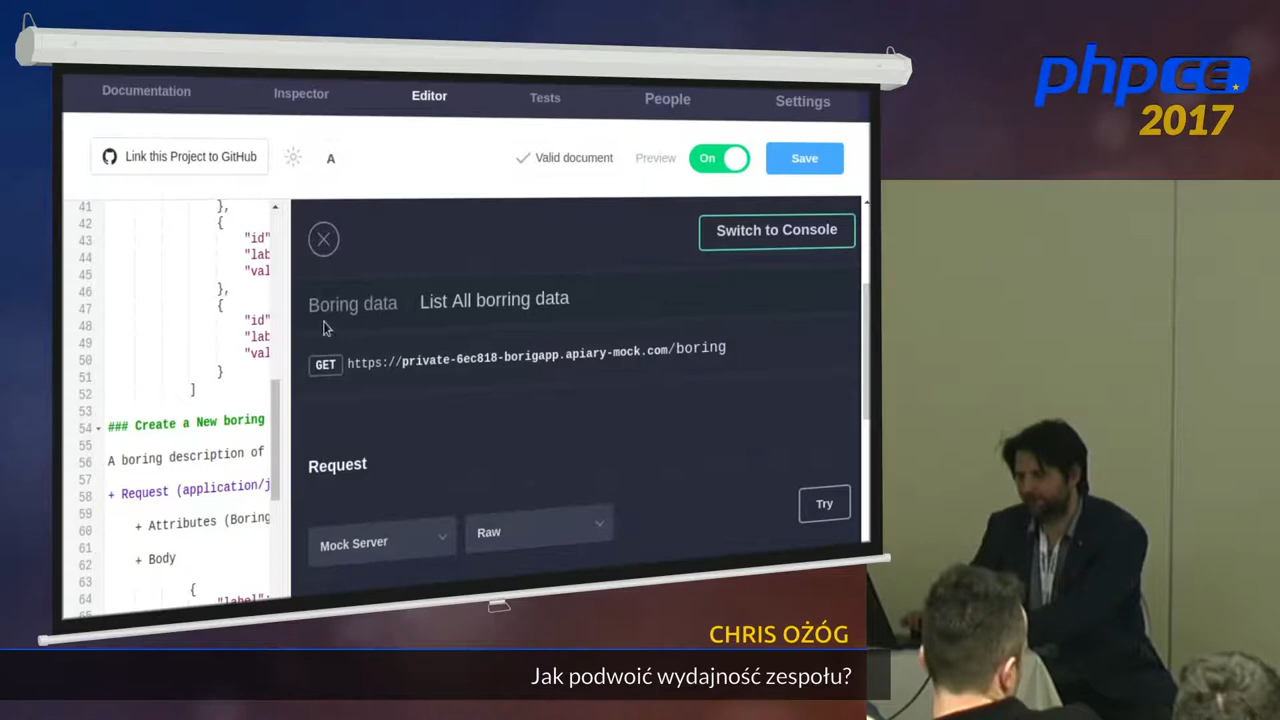 phpCE
2017
Documentation
Inspector
Editor
Tests
People
Settings
Link this Project to GitHub
A
Valid document
Preview
On
Save
41 },
42 {
43 "id"
44 "lab
45 "val
46 },
47 {
48 "id"
49 "lab
50 "val
51 }
52 ]
53
54 ### Create a New boring
55
56 A boring description of
57
58 + Request (application/j
59
60 + Attributes (Boring
61
62 + Body
63
64 {
65 "label":
Switch to Console
Boring data
List All borring data
GET https://private-6ec818-borigapp.apiary-mock.com/boring
Request
Try
Mock Server
Raw
CHRIS OŻÓG
Jak podwoić wydajność zespołu?